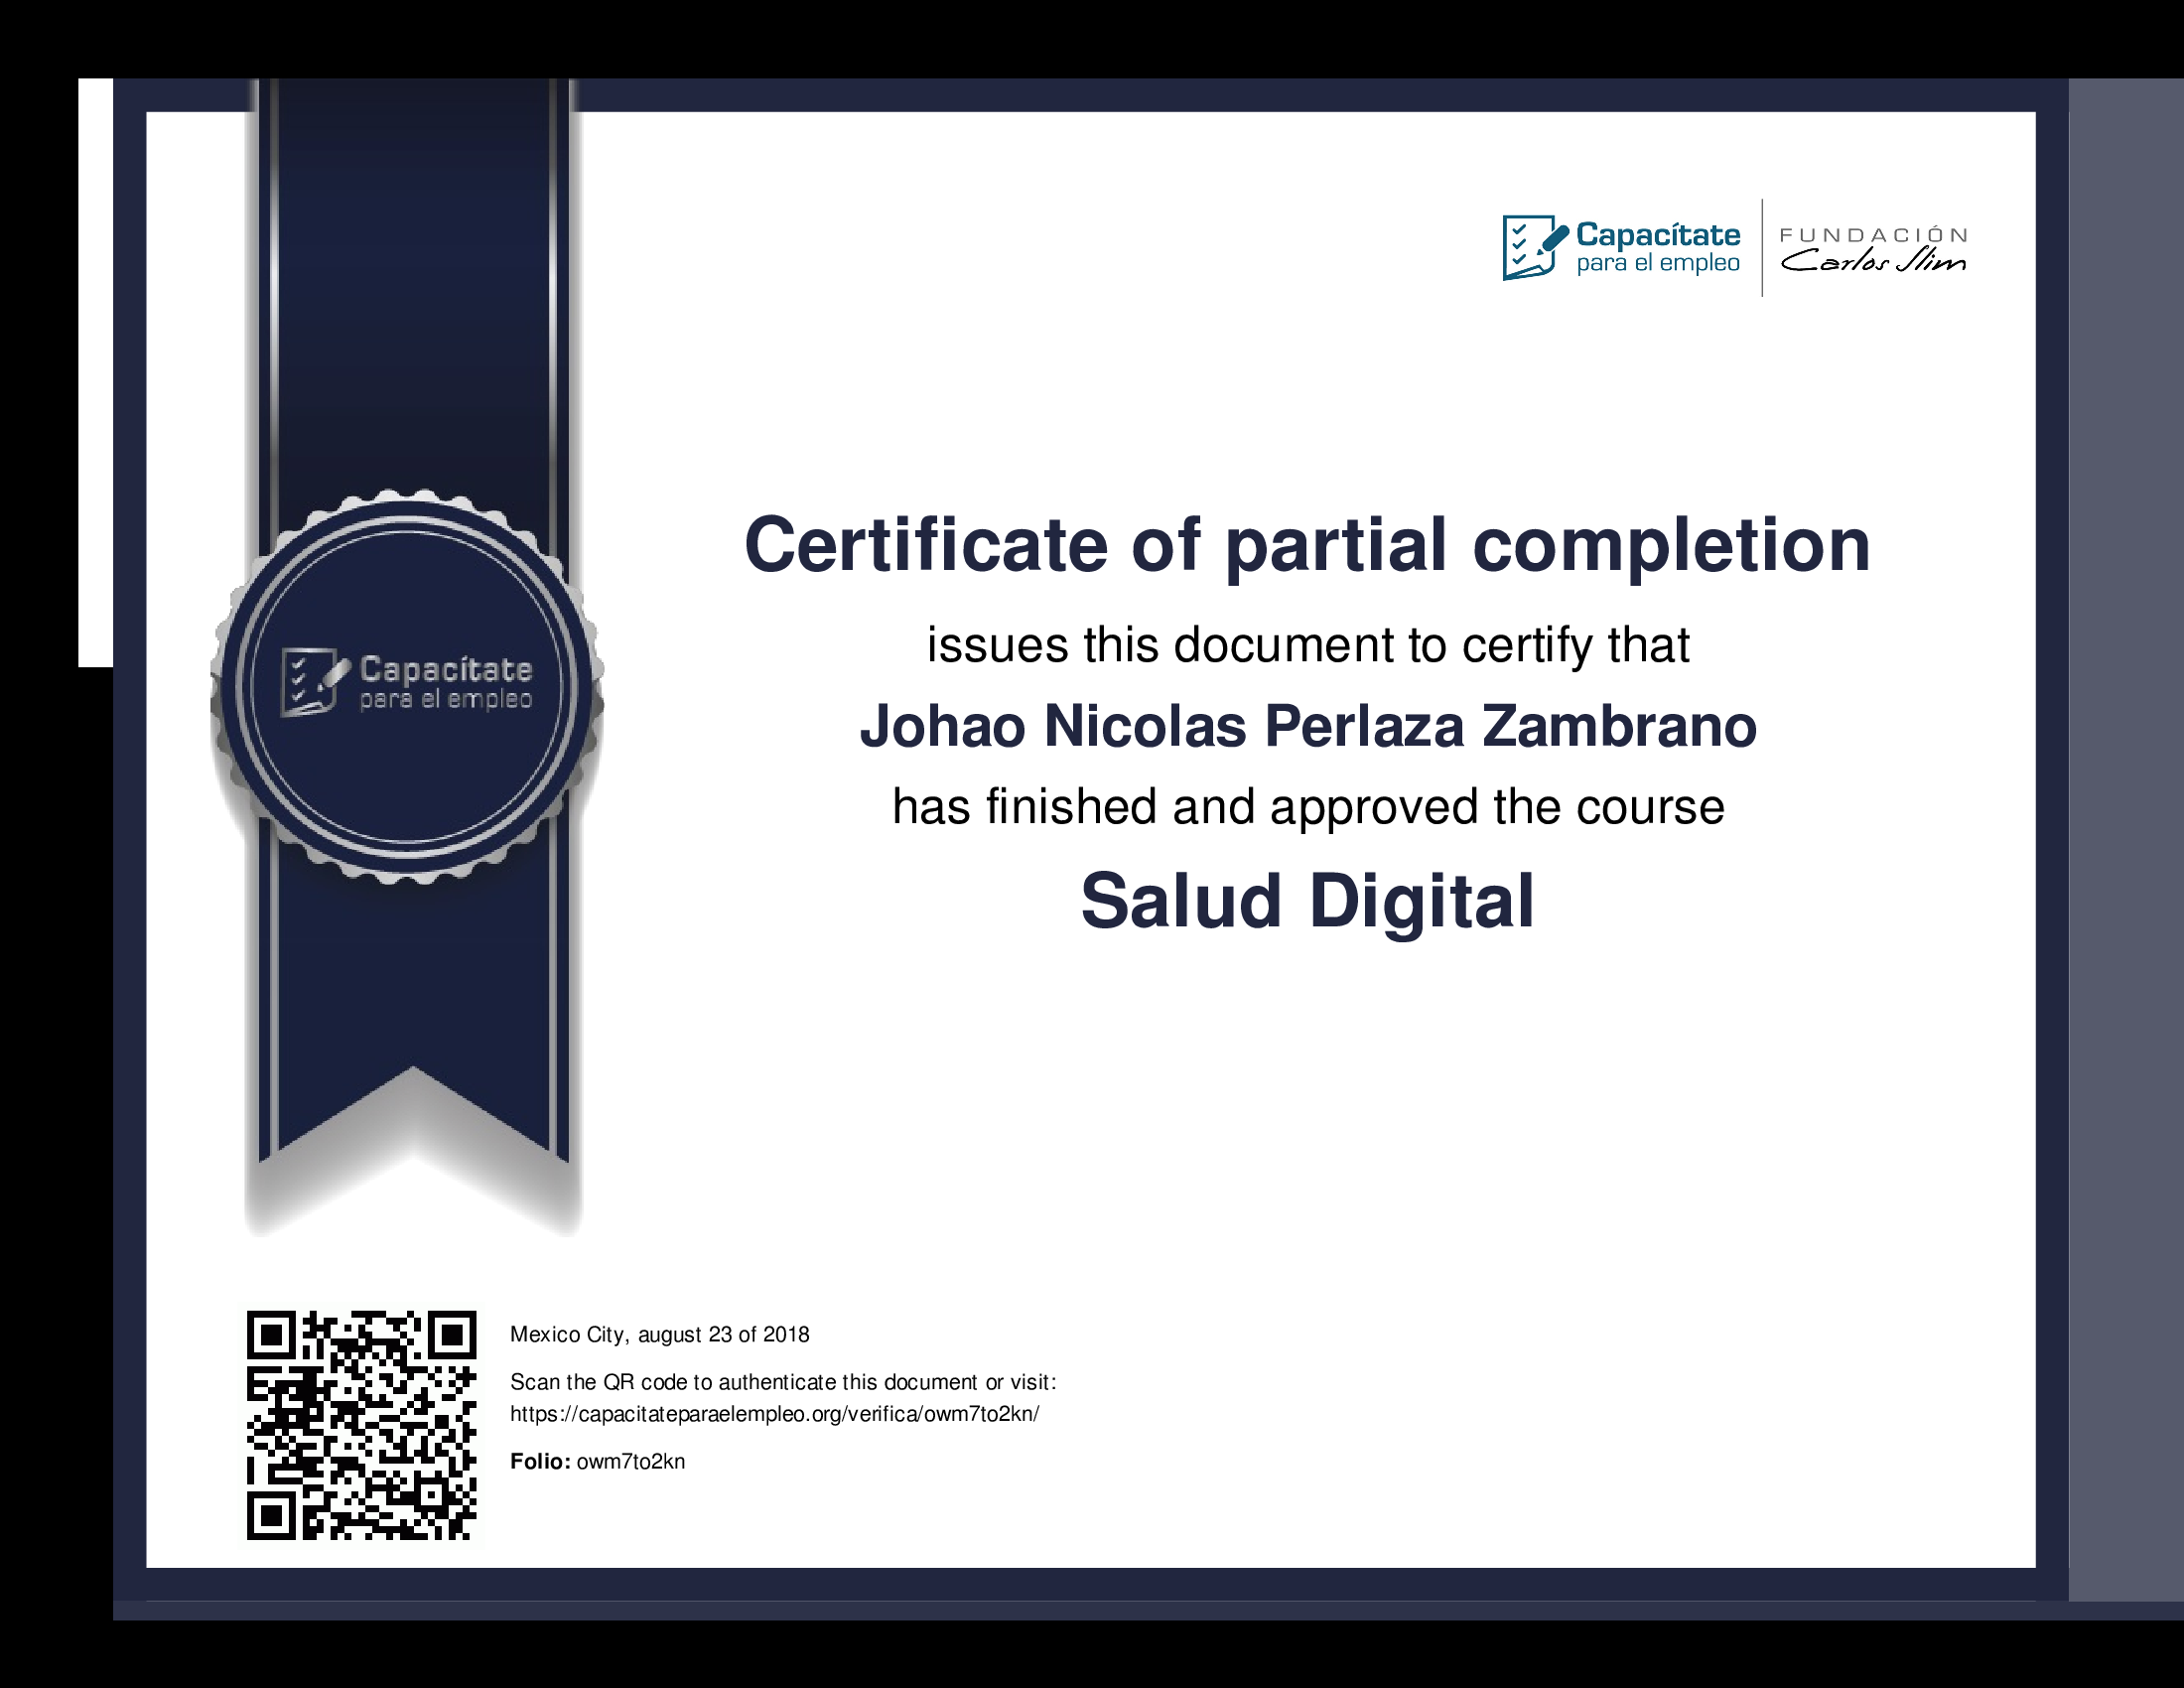 Capacítate
para el empleo
FUNDACIÓN
Carlos Slim
Certificate of partial completion
issues this document to certify that
Johao Nicolas Perlaza Zambrano
has finished and approved the course
Salud Digital
Capacítate
para el empleo
Mexico City, august 23 of 2018
Scan the QR code to authenticate this document or visit:
https://capacitateparaelempleo.org/verifica/owm7to2kn/
Folio: owm7to2kn